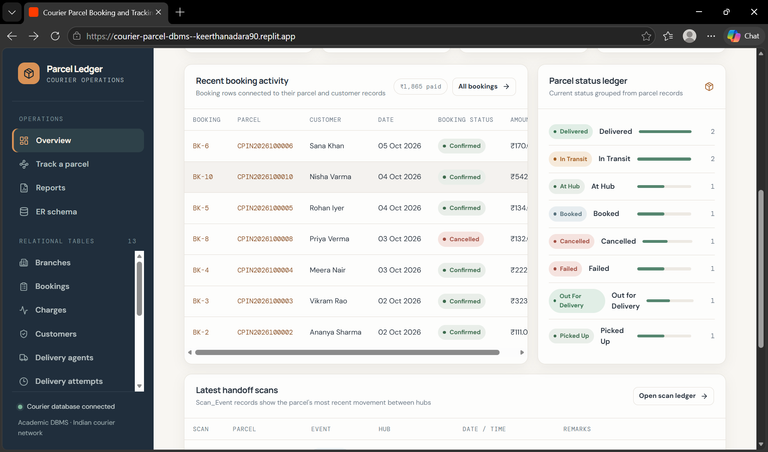 Courier Parcel Booking and Trackin
https://courier-parcel-dbms--keerthanadara90.replit.app
Chat
Parcel Ledger
COURIER OPERATIONS
OPERATIONS
Overview
Track a parcel
Reports
ER schema
RELATIONAL TABLES 13
Branches
Bookings
Charges
Customers
Delivery agents
Delivery attempts
Courier database connected
Academic DBMS · Indian courier
network
Recent booking activity
Booking rows connected to their parcel and customer records
₹1,865 paid
All bookings →
BOOKING PARCEL CUSTOMER DATE BOOKING STATUS AMOUN
BK-6 CPIN2026100006 Sana Khan 05 Oct 2026 Confirmed ₹170.
BK-10 CPIN2026100010 Nisha Varma 04 Oct 2026 Confirmed ₹542
BK-5 CPIN2026100005 Rohan Iyer 04 Oct 2026 Confirmed ₹134.
BK-8 CPIN2026100008 Priya Verma 03 Oct 2026 Cancelled ₹132.
BK-4 CPIN2026100004 Meera Nair 03 Oct 2026 Confirmed ₹222
BK-3 CPIN2026100003 Vikram Rao 02 Oct 2026 Confirmed ₹323
BK-2 CPIN2026100002 Ananya Sharma 02 Oct 2026 Confirmed ₹111.0
Parcel status ledger
Current status grouped from parcel records
Delivered Delivered 2
In Transit In Transit 2
At Hub At Hub 1
Booked Booked 1
Cancelled Cancelled 1
Failed Failed 1
Out For Delivery Out for Delivery 1
Picked Up Picked Up 1
Latest handoff scans
Scan_Event records show the parcel's most recent movement between hubs
Open scan ledger →
SCAN PARCEL EVENT HUB DATE / TIME REMARKS